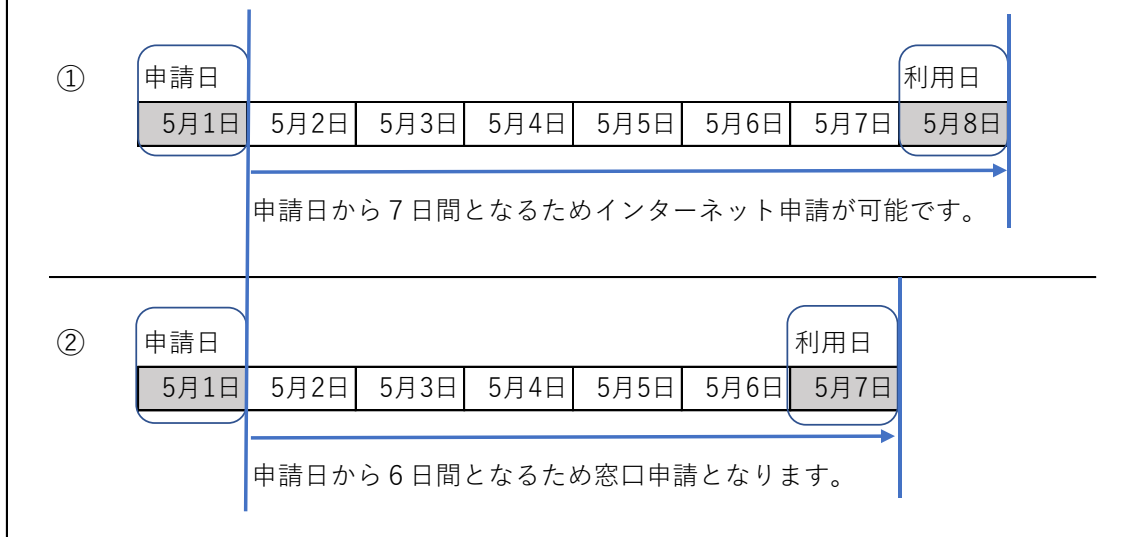 ①
申請日 利用日
5月1日 5月2日 5月3日 5月4日 5月5日 5月6日 5月7日 5月8日
申請日から７日間となるためインターネット申請が可能です。
②
申請日 利用日
5月1日 5月2日 5月3日 5月4日 5月5日 5月6日 5月7日
申請日から６日間となるため窓口申請となります。